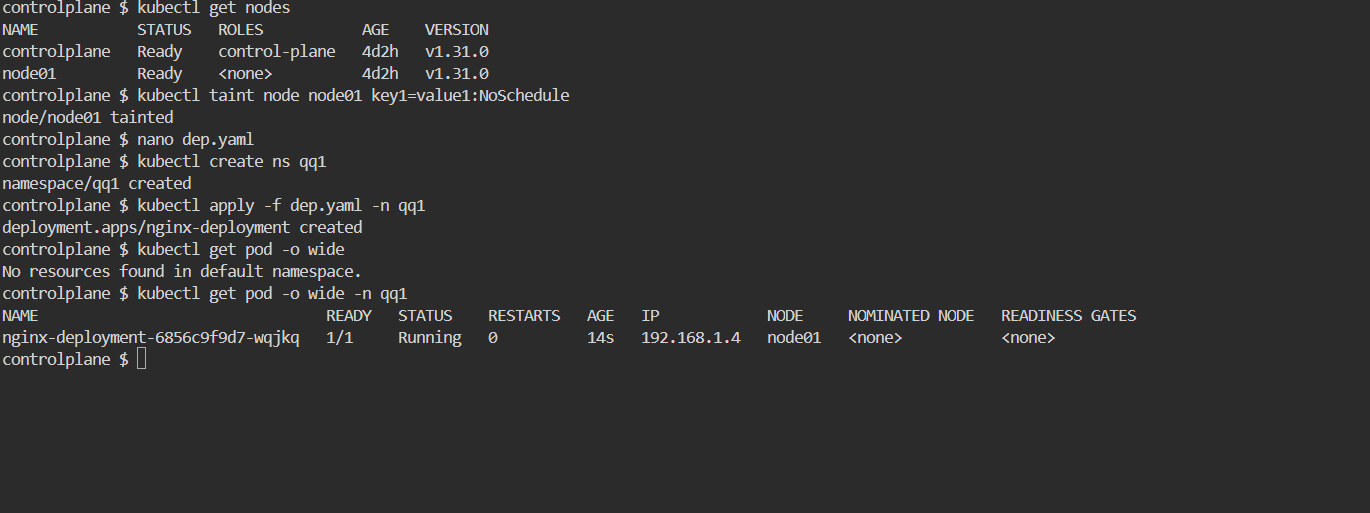 controlplane $ kubectl get nodes
NAME           STATUS   ROLES           AGE    VERSION
controlplane   Ready    control-plane   4d2h   v1.31.0
node01         Ready    <none>          4d2h   v1.31.0
controlplane $ kubectl taint node node01 key1=value1:NoSchedule
node/node01 tainted
controlplane $ nano dep.yaml
controlplane $ kubectl create ns qq1
namespace/qq1 created
controlplane $ kubectl apply -f dep.yaml -n qq1
deployment.apps/nginx-deployment created
controlplane $ kubectl get pod -o wide
No resources found in default namespace.
controlplane $ kubectl get pod -o wide -n qq1
NAME                                READY   STATUS    RESTARTS   AGE   IP            NODE     NOMINATED NODE   READINESS GATES
nginx-deployment-6856c9f9d7-wqjkq   1/1     Running   0          14s   192.168.1.4   node01   <none>           <none>
controlplane $